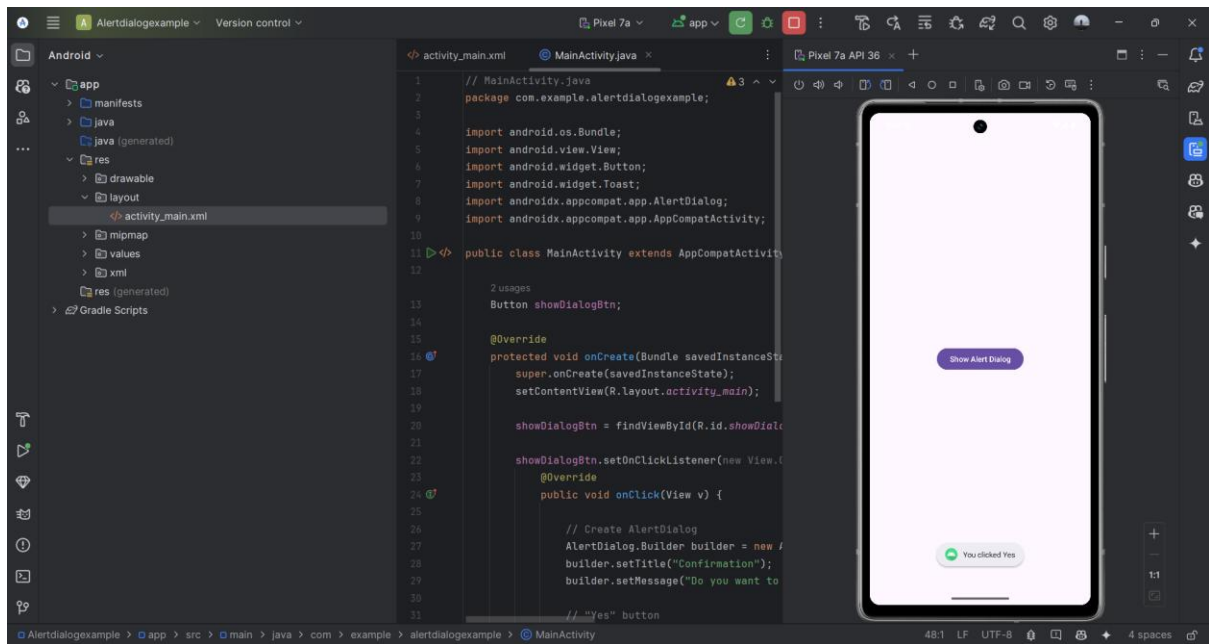 A Alertdialogexample Version control
Pixel 7a app
Android
app
manifests
java
java (generated)
res
drawable
layout
activity_main.xml
mipmap
values
xml
res (generated)
Gradle Scripts
activity_main.xml MainActivity.java
3
1 // MainActivity.java
2 package com.example.alertdialogexample;
3
4 import android.os.Bundle;
5 import android.view.View;
6 import android.widget.Button;
7 import android.widget.Toast;
8 import androidx.appcompat.app.AlertDialog;
9 import androidx.appcompat.app.AppCompatActivity;
10
11 public class MainActivity extends AppCompatActivity
12
2 usages
13 Button showDialogBtn;
14
15 @Override
16 protected void onCreate(Bundle savedInstanceSta
17 super.onCreate(savedInstanceState);
18 setContentView(R.layout.activity_main);
19
20 showDialogBtn = findViewById(R.id.showDialo
21
22 showDialogBtn.setOnClickListener(new View.O
23 @Override
24 public void onClick(View v) {
25
26 // Create AlertDialog
27 AlertDialog.Builder builder = new A
28 builder.setTitle("Confirmation");
29 builder.setMessage("Do you want to
30
31 // "Yes" button
Pixel 7a API 36
Show Alert Dialog
You clicked Yes
1:1
Alertdialogexample > app > src > main > java > com > example > alertdialogexample > MainActivity
48:1 LF UTF-8 4 spaces